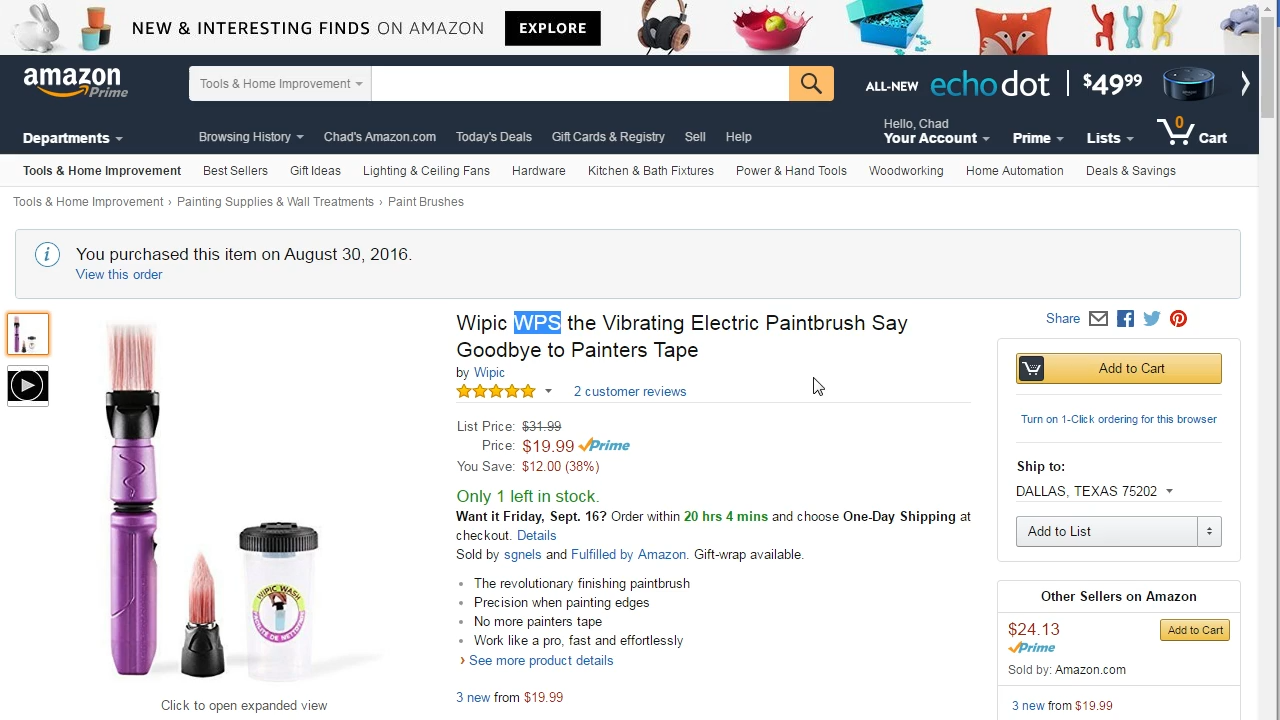 NEW & INTERESTING FINDS ON AMAZON EXPLORE
amazon Prime
Tools & Home Improvement
ALL-NEW echo dot $49⁹⁹
Departments
Browsing History Chad's Amazon.com Today's Deals Gift Cards & Registry Sell Help
Hello, Chad
Your Account Prime Lists 0 Cart
Tools & Home Improvement Best Sellers Gift Ideas Lighting & Ceiling Fans Hardware Kitchen & Bath Fixtures Power & Hand Tools Woodworking Home Automation Deals & Savings
Tools & Home Improvement › Painting Supplies & Wall Treatments › Paint Brushes
You purchased this item on August 30, 2016.
View this order
Wipic WPS the Vibrating Electric Paintbrush Say
Goodbye to Painters Tape
by Wipic
2 customer reviews
List Price: $31.99
Price: $19.99 Prime
You Save: $12.00 (38%)
Only 1 left in stock.
Want it Friday, Sept. 16? Order within 20 hrs 4 mins and choose One-Day Shipping at
checkout. Details
Sold by sgnels and Fulfilled by Amazon. Gift-wrap available.
• The revolutionary finishing paintbrush
• Precision when painting edges
• No more painters tape
• Work like a pro, fast and effortlessly
› See more product details
3 new from $19.99
WIPIC WASH
Click to open expanded view
Share
Add to Cart
Turn on 1-Click ordering for this browser
Ship to:
DALLAS, TEXAS 75202
Add to List
Other Sellers on Amazon
$24.13 Add to Cart
Prime
Sold by: Amazon.com
3 new from $19.99